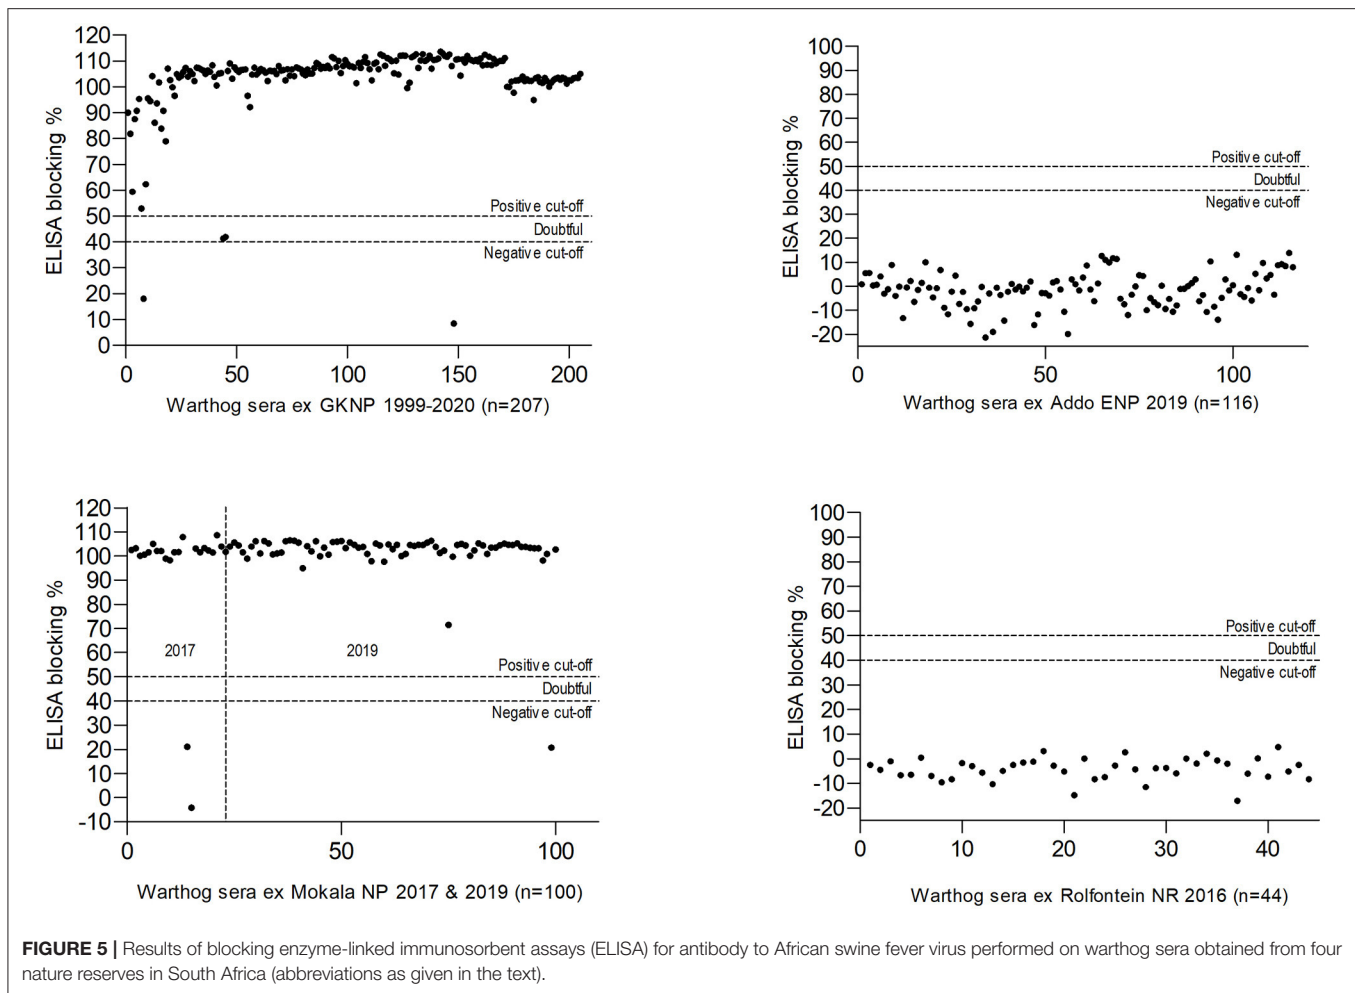 120
110
100
90
80
70
60
50
40
30
20
10
0
ELISA blocking %
Positive cut-off
Doubtful
Negative cut-off
0 50 100 150 200
Warthog sera ex GKNP 1999-2020 (n=207)
100
90
80
70
60
50
40
30
20
10
0
-10
-20
ELISA blocking %
Positive cut-off
Doubtful
Negative cut-off
0 50 100
Warthog sera ex Addo ENP 2019 (n=116)
120
110
100
90
80
70
60
50
40
30
20
10
0
-10
ELISA blocking %
2017 2019
Positive cut-off
Doubtful
Negative cut-off
0 50 100
Warthog sera ex Mokala NP 2017 & 2019 (n=100)
100
90
80
70
60
50
40
30
20
10
0
-10
-20
ELISA blocking %
Positive cut-off
Doubtful
Negative cut-off
0 10 20 30 40
Warthog sera ex Rolfontein NR 2016 (n=44)
FIGURE 5 | Results of blocking enzyme-linked immunosorbent assays (ELISA) for antibody to African swine fever virus performed on warthog sera obtained from four
nature reserves in South Africa (abbreviations as given in the text).